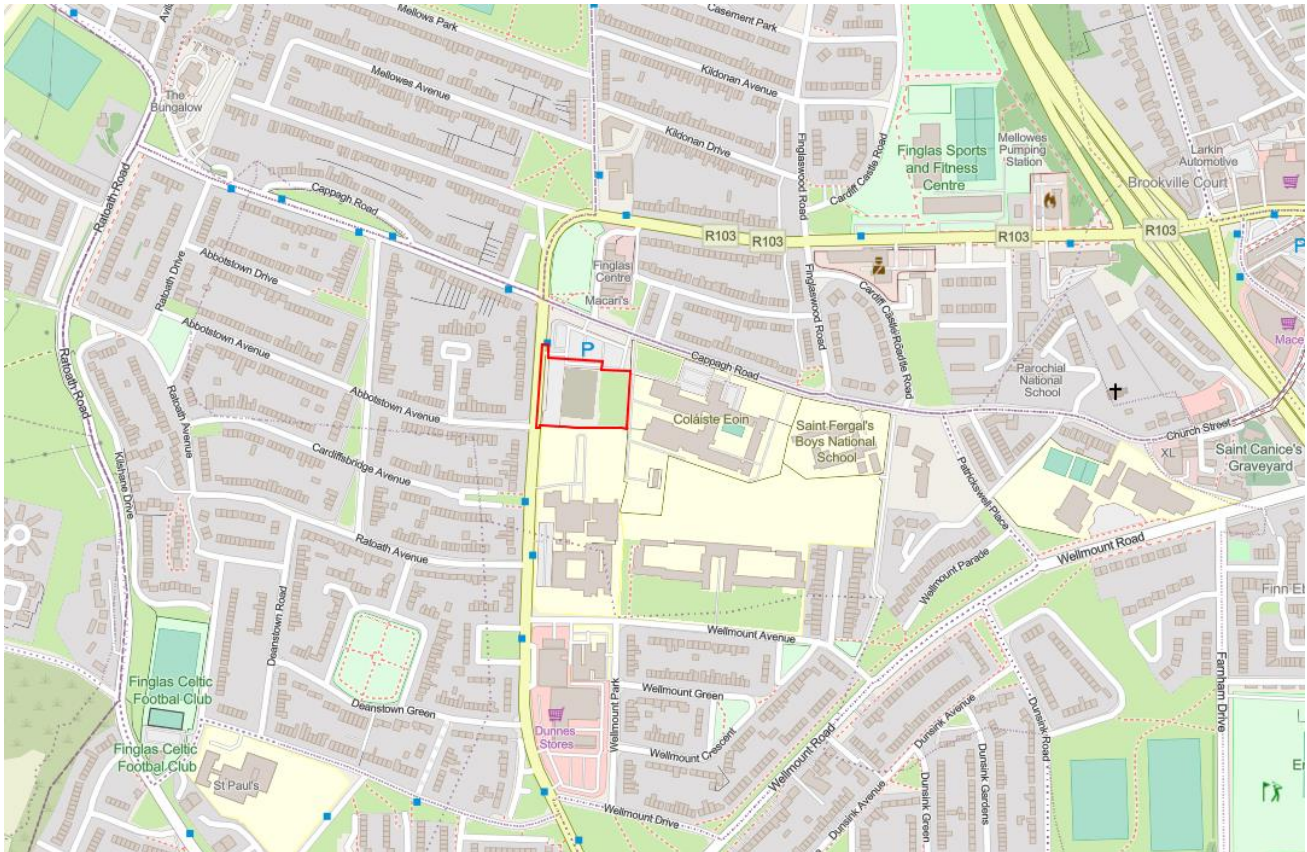 Mellows Park
Casement Park
Mellowes Avenue
Kildonan Avenue
The
Bungalow
Kildonan Drive
Finglaswood Road
Cardiff Castle Road
Finglas Sports
and Fitness
Centre
Mellowes
Pumping
Station
Larkin
Automotive
Brookville Court
Ratoath Road
Cappagh Road
R103
R103
R103
R103
P
Ratoath Drive
Abbotstown Drive
Finglas
Centre
Macari's
Finglaswood Road
Mace
Abbotstown Avenue
P
Cappagh Road
Parochial
National
School
Ratoath Road
Ratoath Avenue
Abbotstown Avenue
Coláiste Eoin
Saint Fergal's
Boys National
School
Church Street
XL
Saint Canice's
Graveyard
Kilshane Drive
Cardiffsbridge Avenue
Patrickswell Place
Ratoath Avenue
Wellmount Road
Wellmount Parade
Deanstown Road
Wellmount Avenue
Farnham Drive
Finglas Celtic
Footbal Club
Deanstown Green
Dunnes
Stores
Wellmount Park
Wellmount Green
Wellmount Crescent
Wellmount Road
Dunsink Avenue
Dunsink Road
Finglas Celtic
Footbal Club
St Paul's
Wellmount Drive
Dunsink Avenue
Dunsink Green
Dunsink Gardens